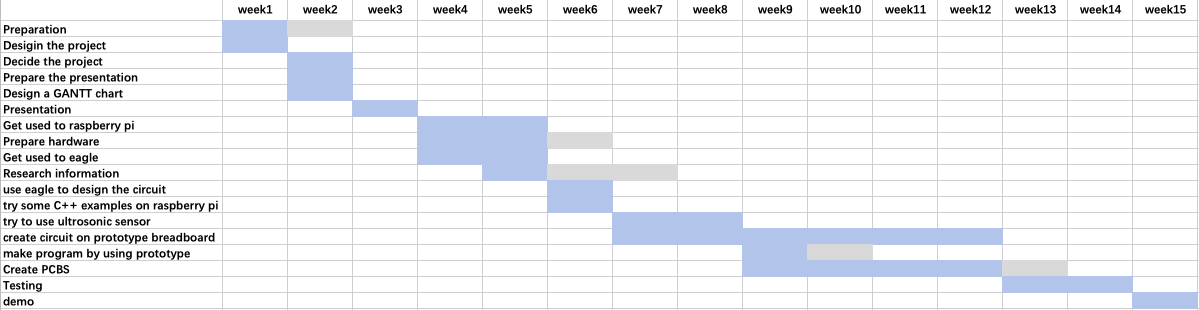 week1 week2 week3 week4 week5 week6 week7 week8 week9 week10 week11 week12 week13 week14 week15
Preparation
Desigin the project
Decide the project
Prepare the presentation
Design a GANTT chart
Presentation
Get used to raspberry pi
Prepare hardware
Get used to eagle
Research information
use eagle to design the circuit
try some C++ examples on raspberry pi
try to use ultrosonic sensor
create circuit on prototype breadboard
make program by using prototype
Create PCBS
Testing
demo